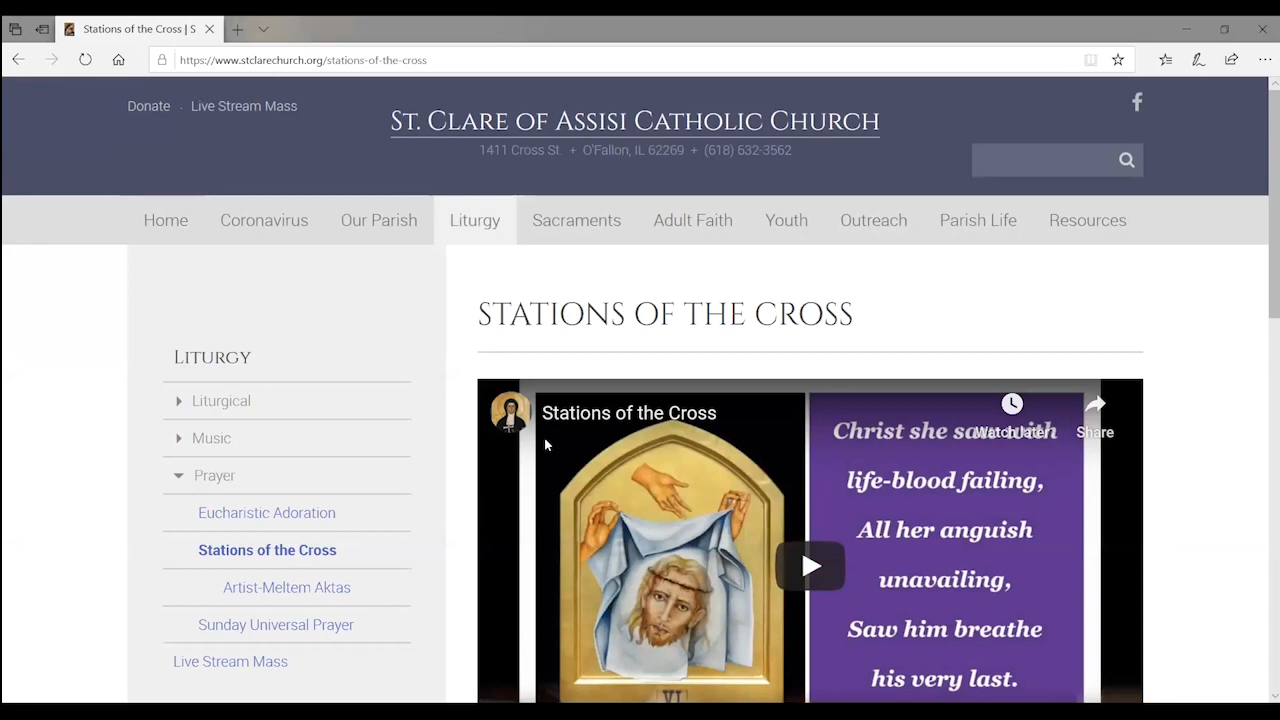 Stations of the Cross | S
https://www.stclarechurch.org/stations-of-the-cross
Donate · Live Stream Mass
St. Clare of Assisi Catholic Church
1411 Cross St. + O'Fallon, IL 62269 + (618) 632-3562
Home Coronavirus Our Parish Liturgy Sacraments Adult Faith Youth Outreach Parish Life Resources
STATIONS OF THE CROSS
Liturgy
Liturgical
Music
Prayer
Eucharistic Adoration
Stations of the Cross
Artist-Meltem Aktas
Sunday Universal Prayer
Live Stream Mass
Stations of the Cross
Watch later
Share
VI
Christ she saw with
life-blood failing,
All her anguish
unavailing,
Saw him breathe
his very last.